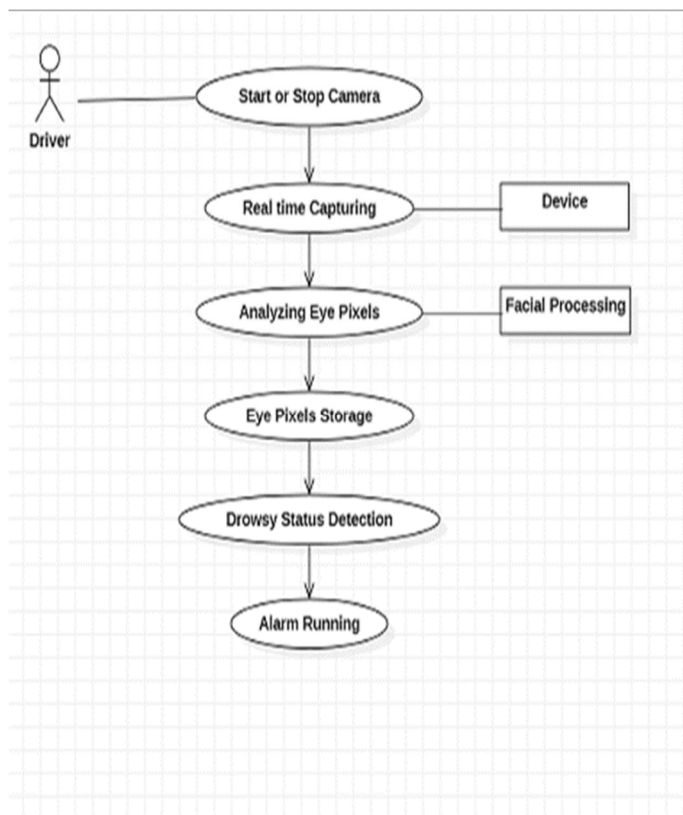 Start or Stop Camera
Driver
Real time Capturing
Device
Analyzing Eye Pixels
Facial Processing
Eye Pixels Storage
Drowsy Status Detection
Alarm Running